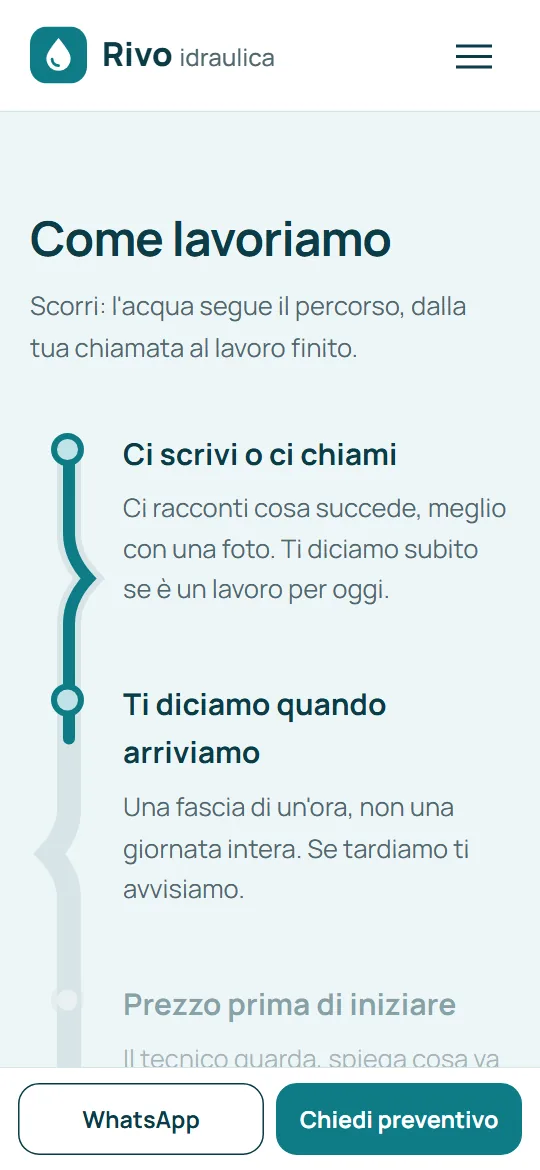 Rivo idraulica
Come lavoriamo
Scorri: l'acqua segue il percorso, dalla
tua chiamata al lavoro finito.
Ci scrivi o ci chiami
Ci racconti cosa succede, meglio
con una foto. Ti diciamo subito
se è un lavoro per oggi.
Ti diciamo quando
arriviamo
Una fascia di un'ora, non una
giornata intera. Se tardiamo ti
avvisiamo.
Prezzo prima di iniziare
Il tecnico guarda, spiega cosa va
WhatsApp
Chiedi preventivo